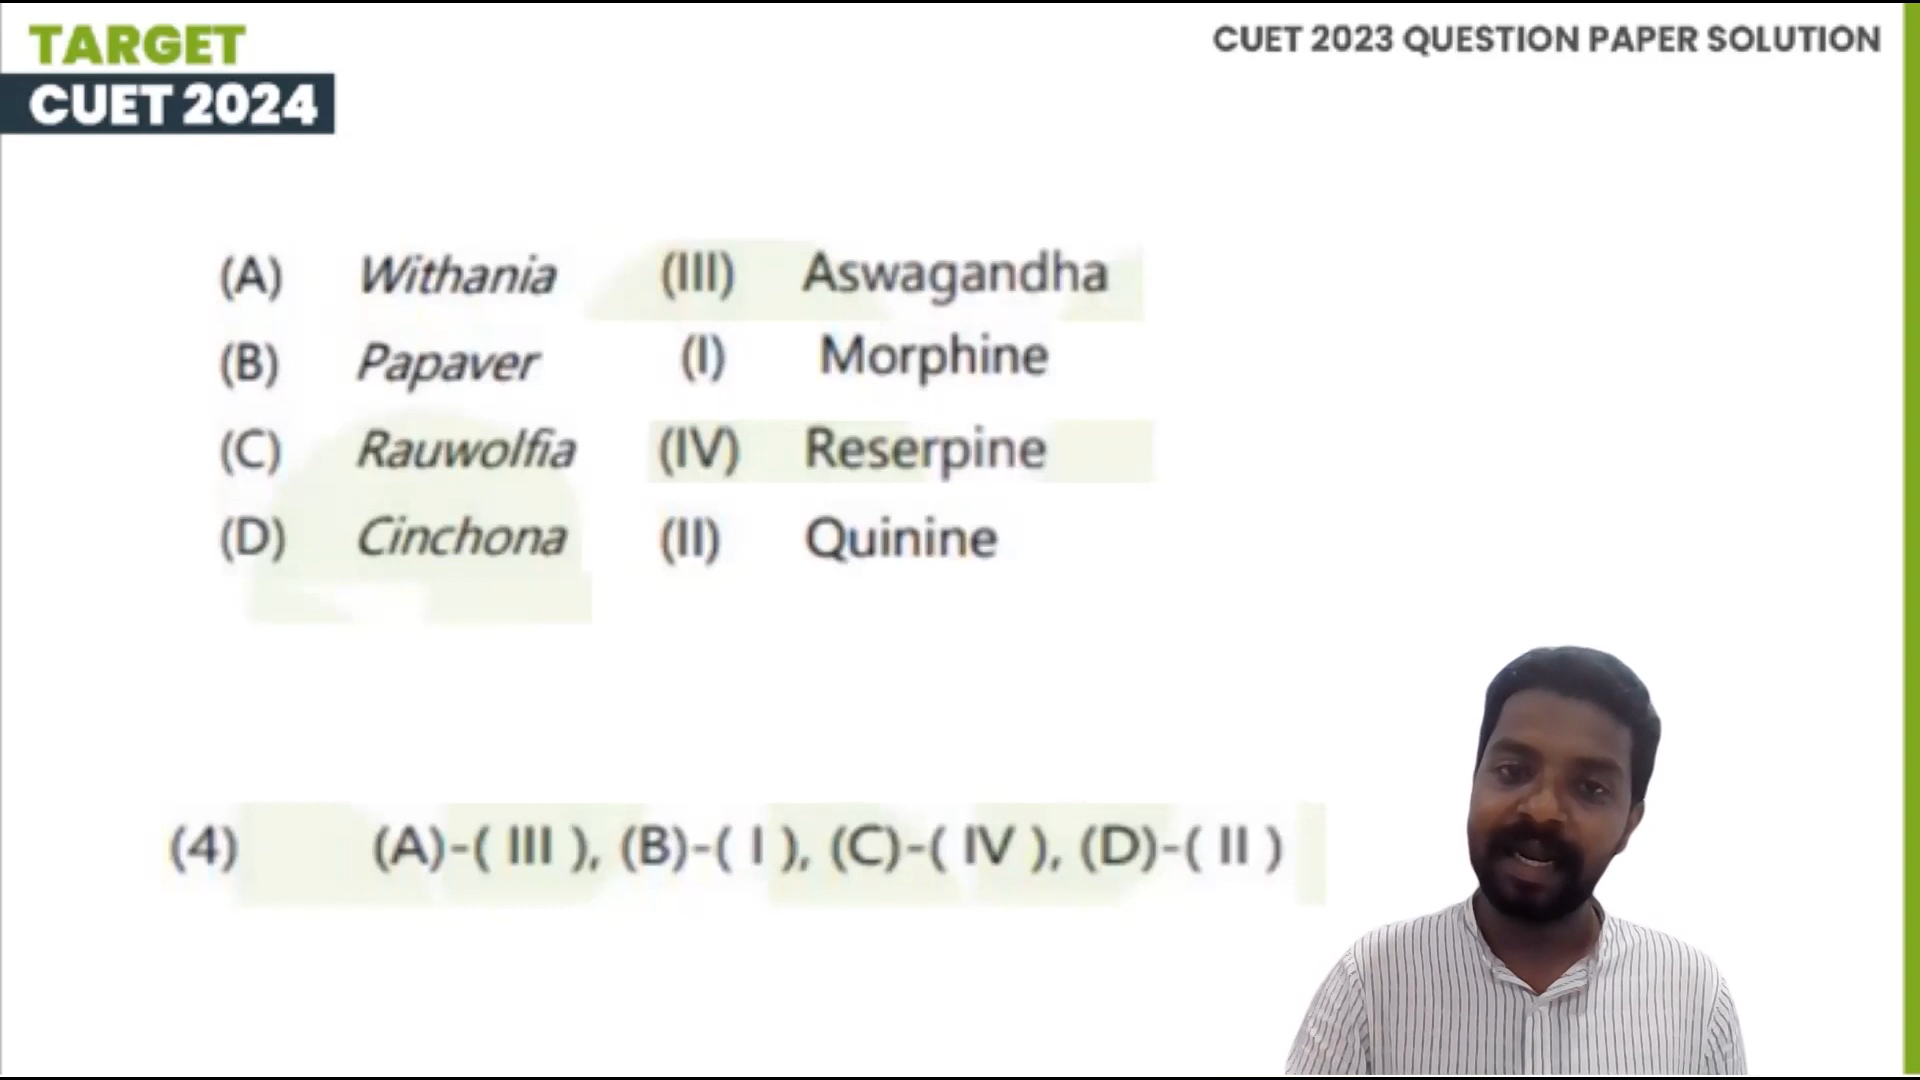 TARGET
CUET 2024
CUET 2023 QUESTION PAPER SOLUTION
(A) Withania (III) Aswagandha
(B) Papaver (I) Morphine
(C) Rauwolfia (IV) Reserpine
(D) Cinchona (II) Quinine
(4) (A)-( III ), (B)-( I ), (C)-( IV ), (D)-( II )